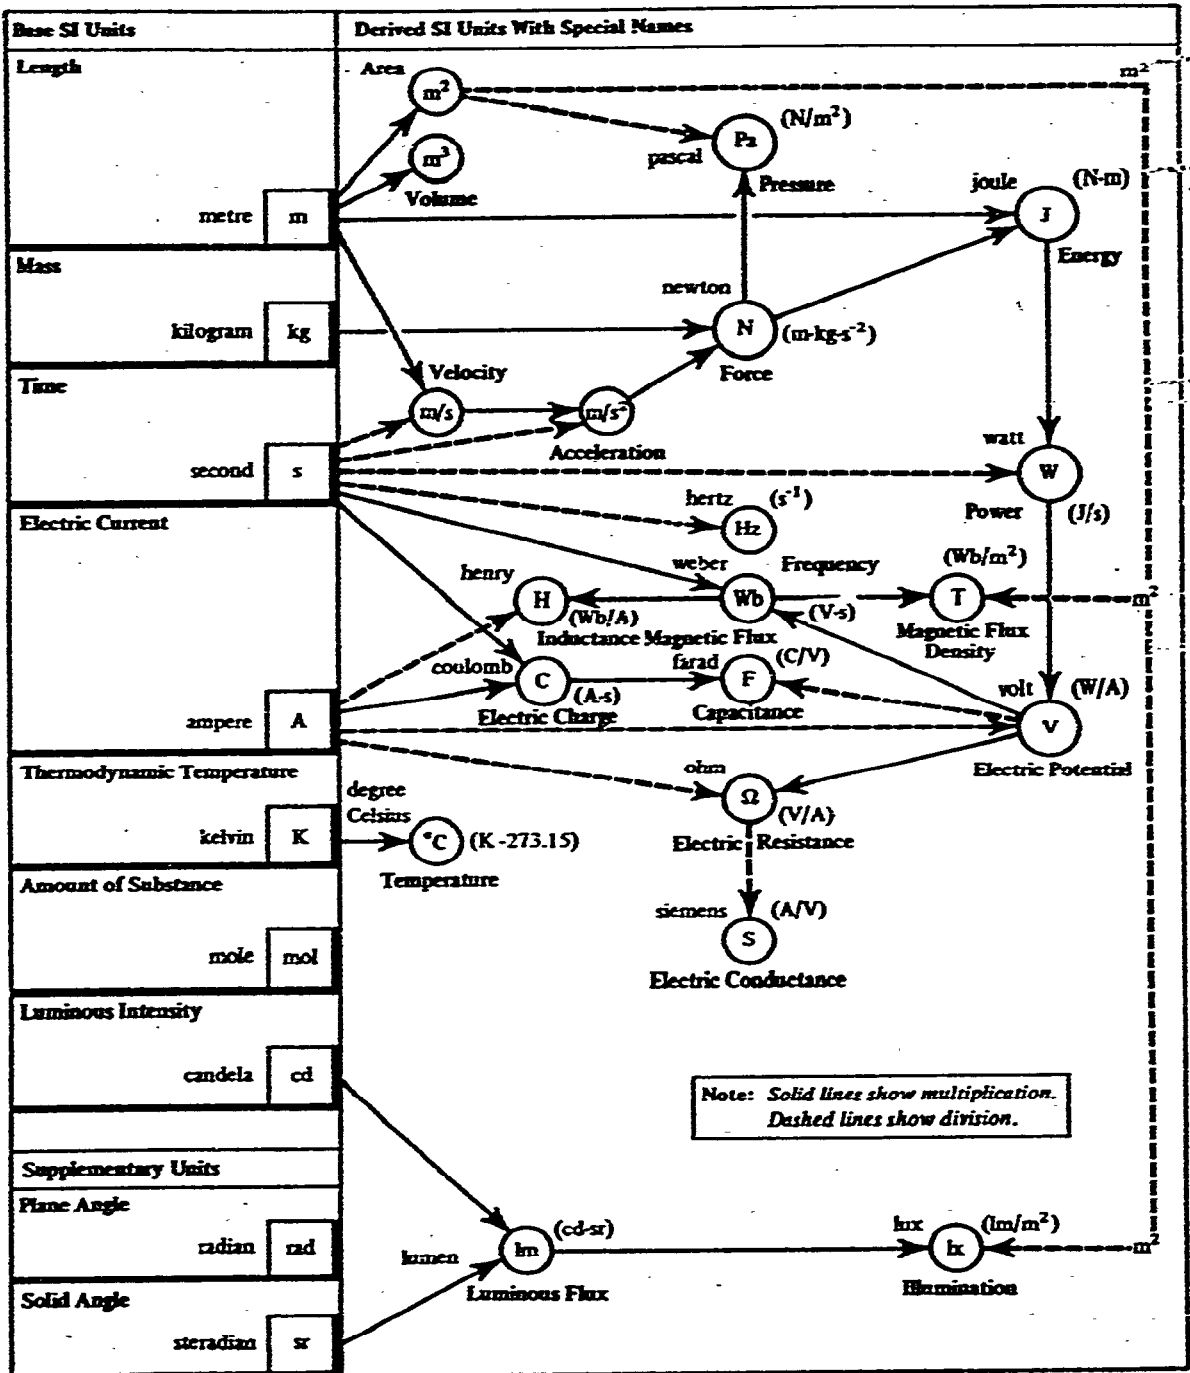 Base SI Units
Derived SI Units With Special Names
Length
Area
m²
m²
Pa
(N/m²)
pascal
Pressure
m³
Volume
metre
m
joule
(N-m)
J
Energy
Mass
newton
kilogram
kg
N
(m-kg-s⁻²)
Force
Time
Velocity
m/s
m/s²
Acceleration
second
s
watt
W
Power
(J/s)
hertz
(s⁻¹)
Hz
Frequency
Electric Current
henry
H
(Wb/A)
Inductance
weber
Wb
(V-s)
Magnetic Flux
(Wb/m²)
T
m²
Magnetic Flux
Density
coulomb
C
(A-s)
Electric Charge
farad
(C/V)
F
Capacitance
volt
(W/A)
V
Electric Potential
ampere
A
Thermodynamic Temperature
ohm
Ω
(V/A)
Electric Resistance
degree
Celsius
kelvin
K
°C
(K -273.15)
Temperature
Amount of Substance
siemens
(A/V)
S
Electric Conductance
mole
mol
Luminous Intensity
candela
cd
Note: Solid lines show multiplication.
Dashed lines show division.
Supplementary Units
Plane Angle
radian
rad
lumen
lm
(cd-sr)
Luminous Flux
lux
(lm/m²)
lx
m²
Illumination
Solid Angle
steradian
sr